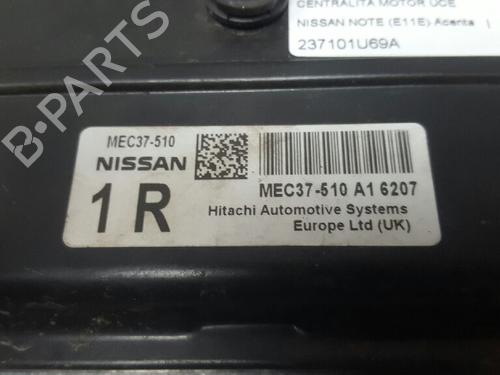 CENTRALITA MOTOR UCE
NISSAN NOTE (E11E) Acenta |
237101U69A
MEC37-510
NISSAN
1 R
MEC37-510 A1 6207
Hitachi Automotive Systems
Europe Ltd (UK)
B-PARTS